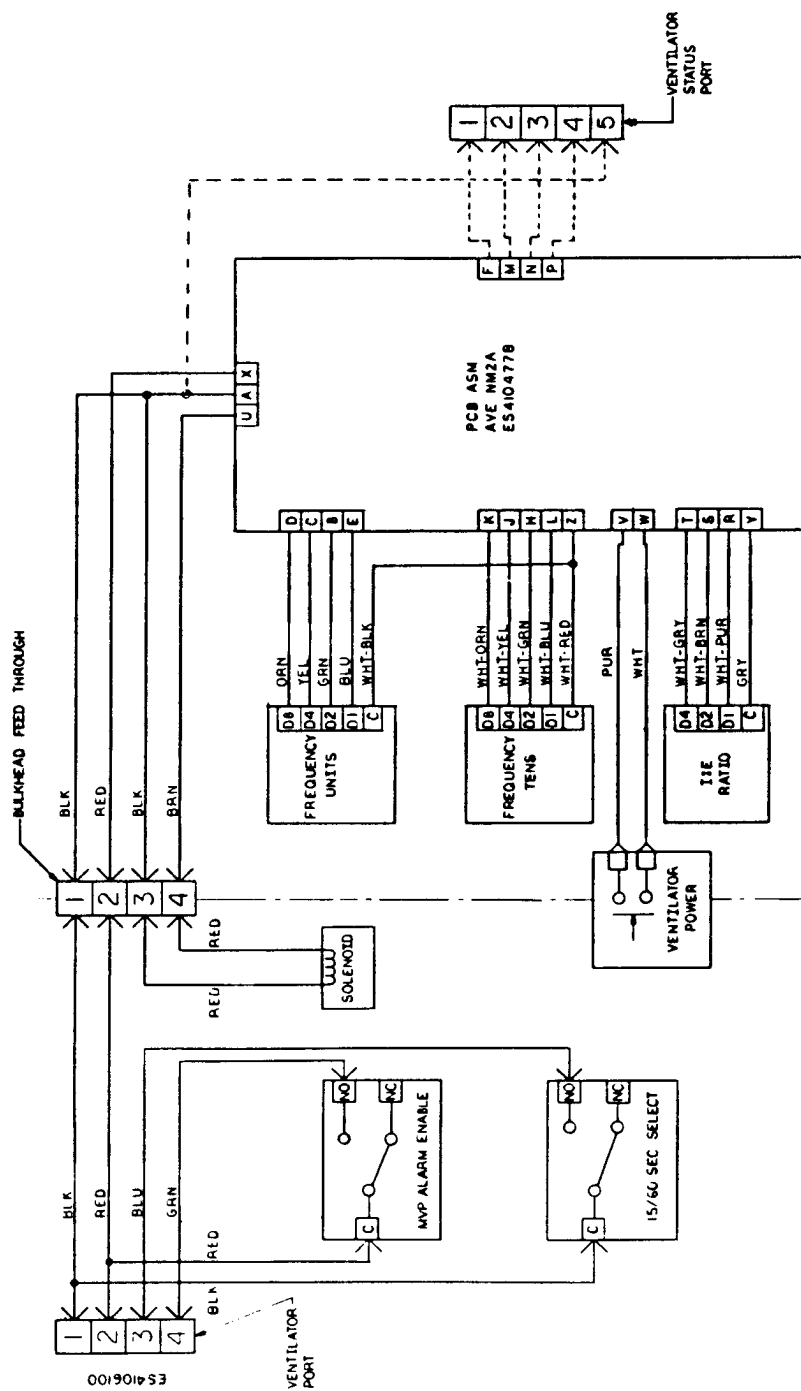 BULKHEAD FEED THROUGH
BLK
RED
BLK
BRN
1
2
3
4
U
A
X
PCB ASM
AVE NM2A
ES4104778
F
M
N
P
1
2
3
4
5
VENTILATOR
STATUS
PORT
D
C
B
E
ORN
YEL
GRN
BLU
WHT-BLK
D8
D4
D2
D1
C
FREQUENCY
UNITS
K
J
H
L
Z
WHT-ORN
WHT-YEL
WHT-GRN
WHT-BLU
WHT-RED
D8
D4
D2
D1
C
FREQUENCY
TENS
V
W
PUR
WHT
VENTILATOR
POWER
T
S
R
Y
WHT-GRY
WHT-BRN
WHT-PUR
GRY
D4
D2
D1
C
I:E
RATIO
RED
RED
SOLENOID
BLK
RED
BLU
GRN
RED
BLK
1
2
3
4
VENTILATOR
PORT
ES4106100
NO
NC
C
MVP ALARM ENABLE
NO
NC
C
15/60 SEC SELECT